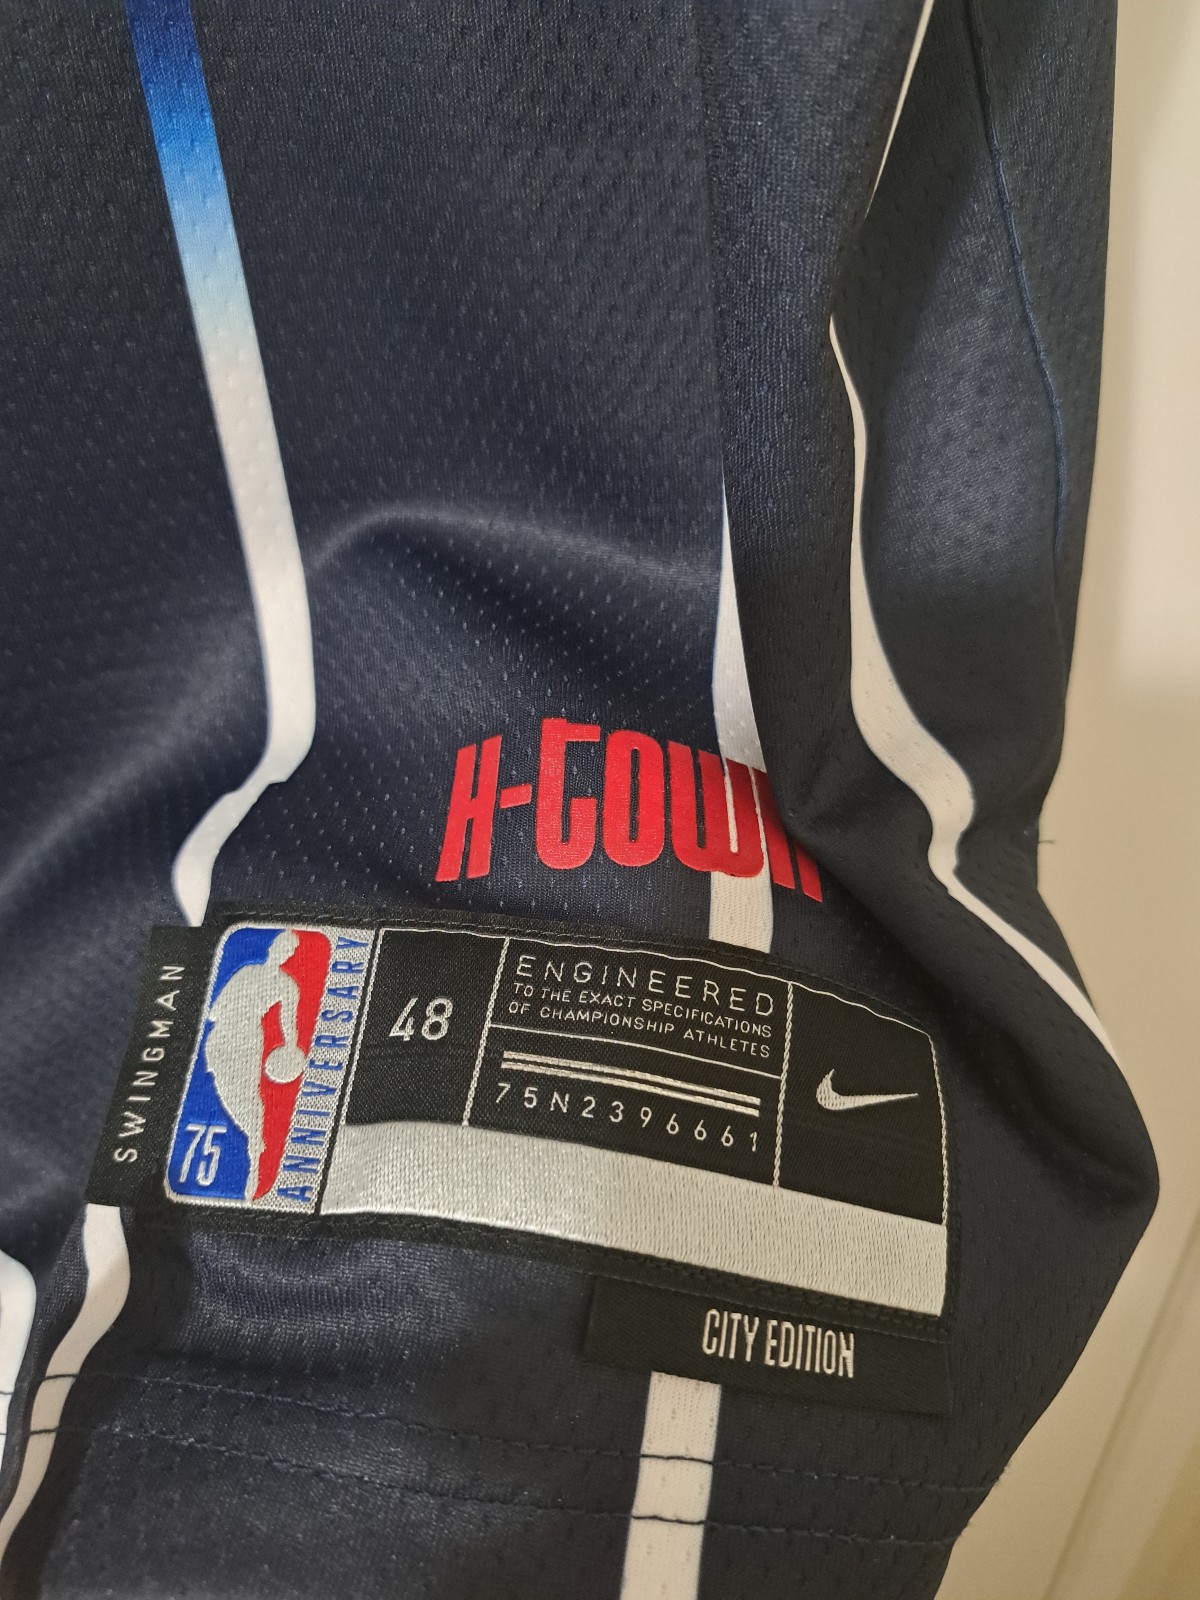 H-TOWN
SWINGMAN
75
ANNIVERSARY
48
ENGINEERED
TO THE EXACT SPECIFICATIONS
OF CHAMPIONSHIP ATHLETES
75N2396661
CITY EDITION